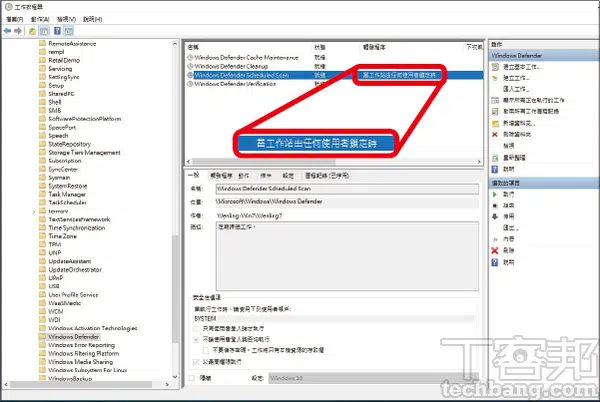 工作排程器
檔案(F) 動作(A) 檢視(V) 說明(H)
RemoteAssistance
rempl
Retail Demo
Servicing
SettingSync
Setup
SharedPC
Shell
SMB
SoftwareProtectionPlatform
SpacePort
Speech
StateRepository
Storage Tiers Management
Subscription
SyncCenter
Sysmain
SystemRestore
Task Manager
TaskScheduler
termsrv
TextServicesFramework
Time Synchronization
Time Zone
TPM
UNP
UpdateAssistant
UpdateOrchestrator
UPnP
USB
User Profile Service
WaaSMedic
WCM
WDI
Windows Activation Technologies
Windows Defender
Windows Error Reporting
Windows Filtering Platform
Windows Media Sharing
Windows Subsystem For Linux
WindowsBackup
名稱 狀態 觸發程序 下次執
Windows Defender Cache Maintenance 就緒
Windows Defender Cleanup 就緒
Windows Defender Scheduled Scan 就緒 當工作站由任何使用者鎖定時
Windows Defender Verification 就緒
當工作站由任何使用者鎖定時
一般 觸發程序 動作 條件 設定 歷程記錄 (已停用)
名稱: Windows Defender Scheduled Scan
位置: \Microsoft\Windows\Windows Defender
作者: Wenling-Win7\Wenling7
描述: 定期掃描工作。
安全性選項
當執行工作時，請使用下列使用者帳戶:
SYSTEM
只有使用者登入時才執行
不論使用者登入與否均執行
不要儲存密碼。工作將只有本機資源的存取權
以最高權限執行
隱藏 設定: Windows 10
動作
Windows Defender
建立基本工作...
建立工作...
匯入工作...
顯示所有正在執行的工作
啟用所有工作歷程記錄
新增資料夾...
刪除資料夾
檢視
重新整理
說明
選取的項目
執行
結束
停用
匯出...
內容
刪除
說明
T客邦
techbang.com